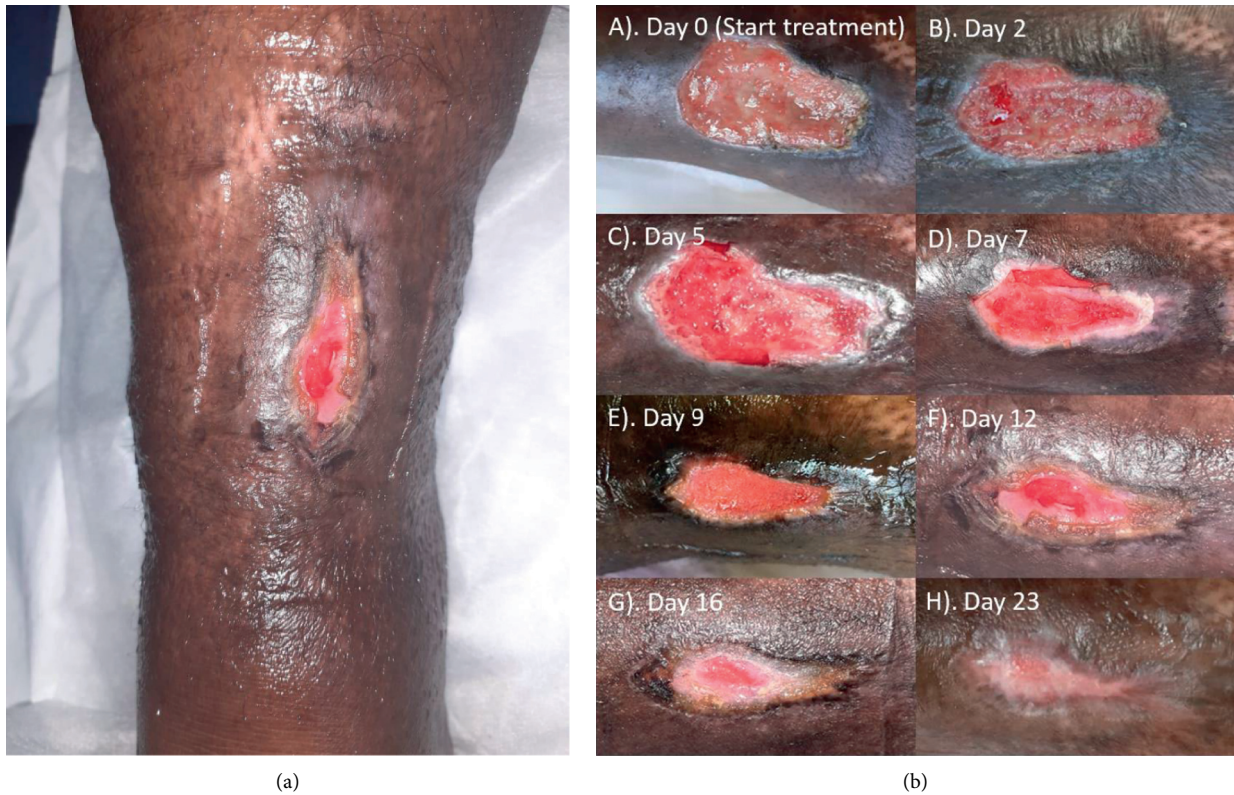 A). Day 0 (Start treatment)
B). Day 2
C). Day 5
D). Day 7
E). Day 9
F). Day 12
G). Day 16
H). Day 23
(a)
(b)